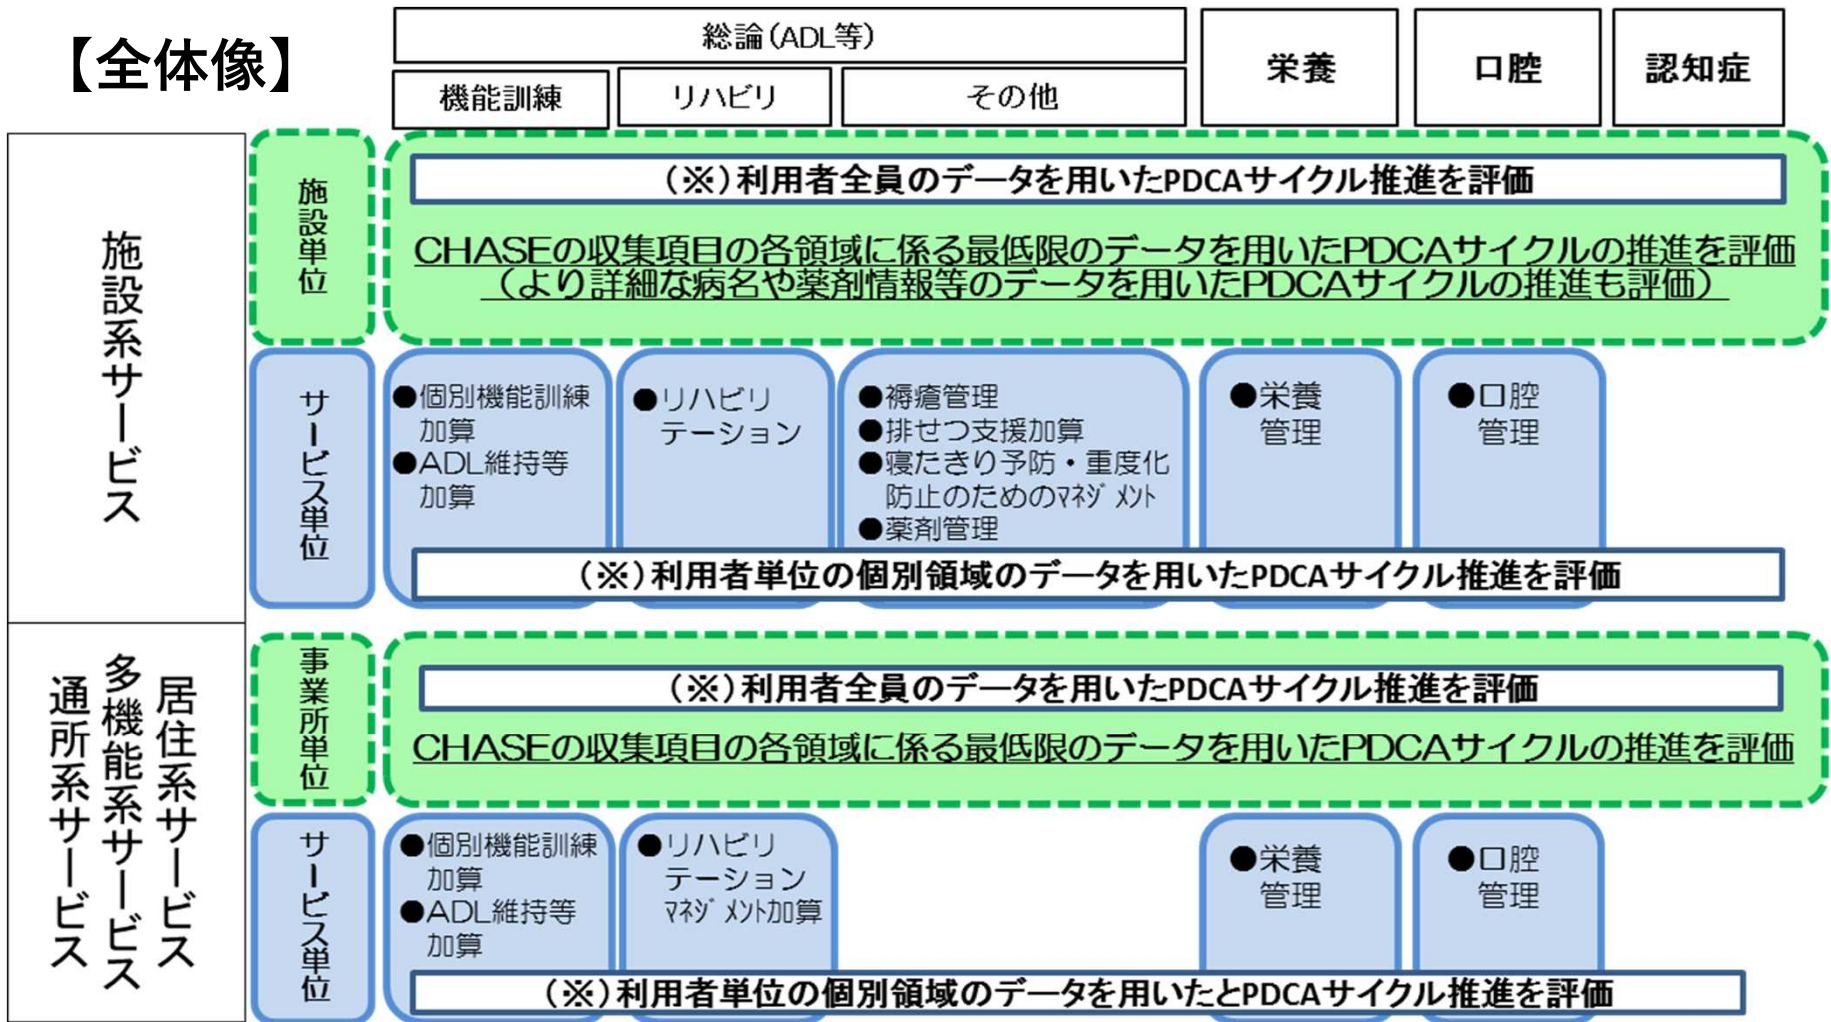 【全体像】
総論(ADL等)
機能訓練
リハビリ
その他
栄養
口腔
認知症
施設系サービス
施設単位
(※)利用者全員のデータを用いたPDCAサイクル推進を評価
CHASEの収集項目の各領域に係る最低限のデータを用いたPDCAサイクルの推進を評価
(より詳細な病名や薬剤情報等のデータを用いたPDCAサイクルの推進も評価)
サービス単位
●個別機能訓練
加算
●ADL維持等
加算
●リハビリ
テーション
●褥瘡管理
●排せつ支援加算
●寝たきり予防・重度化
防止のためのマネジメント
●薬剤管理
●栄養
管理
●口腔
管理
(※)利用者単位の個別領域のデータを用いたPDCAサイクル推進を評価
居住系サービス
多機能系サービス
通所系サービス
事業所単位
(※)利用者全員のデータを用いたPDCAサイクル推進を評価
CHASEの収集項目の各領域に係る最低限のデータを用いたPDCAサイクルの推進を評価
サービス単位
●個別機能訓練
加算
●ADL維持等
加算
●リハビリ
テーション
マネジメント加算
●栄養
管理
●口腔
管理
(※)利用者単位の個別領域のデータを用いたとPDCAサイクル推進を評価